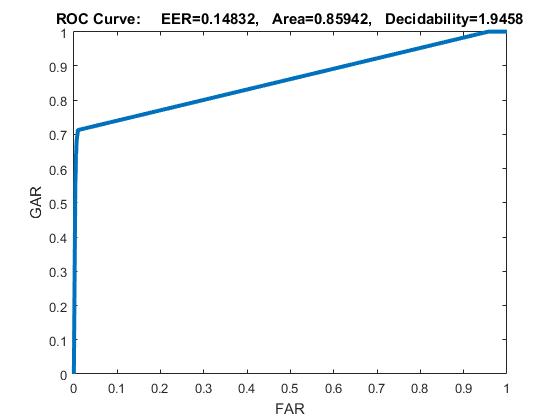 ROC Curve: EER=0.14832, Area=0.85942, Decidability=1.9458
1
0.9
0.8
0.7
0.6
0.5
0.4
0.3
0.2
0.1
0
GAR
0 0.1 0.2 0.3 0.4 0.5 0.6 0.7 0.8 0.9 1
FAR